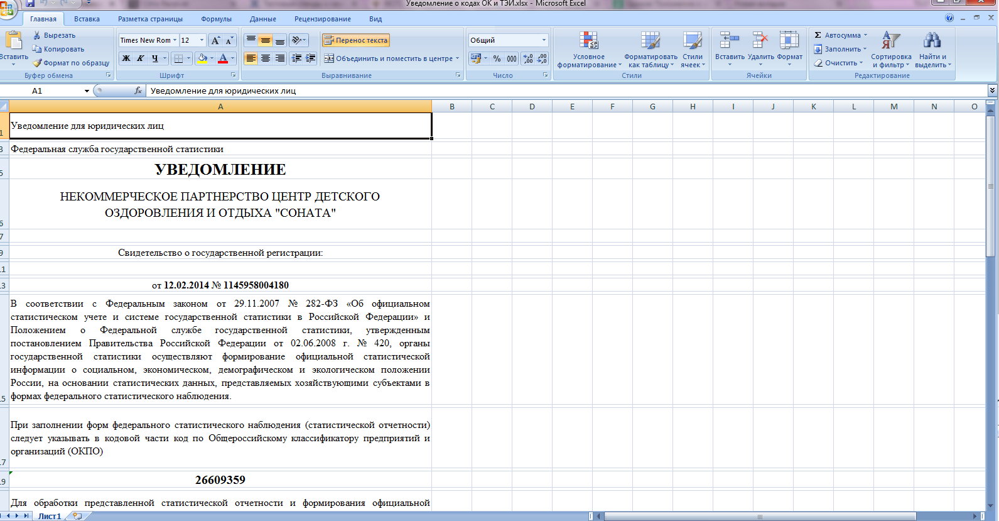 Уведомление о кодах ОК и ТЭИ.xlsx - Microsoft Excel
Главная Вставка Разметка страницы Формулы Данные Рецензирование Вид
Вставить
Вырезать
Копировать
Формат по образцу
Буфер обмена
Times New Rom 12
Ж К Ч
Шрифт
Перенос текста
Объединить и поместить в центре
Выравнивание
Общий
% 000
Число
Условное форматирование
Форматировать как таблицу
Стили ячеек
Стили
Вставить Удалить Формат
Ячейки
Σ Автосумма
Заполнить
Очистить
Сортировка и фильтр
Найти и выделить
Редактирование
A1 fx Уведомление для юридических лиц
A B C D E F G H I J K L M N O
1 Уведомление для юридических лиц
3 Федеральная служба государственной статистики
5 УВЕДОМЛЕНИЕ
НЕКОММЕРЧЕСКОЕ ПАРТНЕРСТВО ЦЕНТР ДЕТСКОГО
6 ОЗДОРОВЛЕНИЯ И ОТДЫХА "СОНАТА"
7
9 Свидетельство о государственной регистрации:
11
13 от 12.02.2014 № 1145958004180
В соответствии с Федеральным законом от 29.11.2007 № 282-ФЗ «Об официальном
статистическом учете и системе государственной статистики в Российской Федерации» и
Положением о Федеральной службе государственной статистики, утвержденным
постановлением Правительства Российской Федерации от 02.06.2008 г. № 420, органы
государственной статистики осуществляют формирование официальной статистической
информации о социальном, экономическом, демографическом и экологическом положении
России, на основании статистических данных, представляемых хозяйствующими субъектами в
15 формах федерального статистического наблюдения.
При заполнении форм федерального статистического наблюдения (статистической отчетности)
следует указывать в кодовой части код по Общероссийскому классификатору предприятий и
организаций (ОКПО)
17
19 26609359
Для обработки представленной статистической отчетности и формирования официальной
Лист1